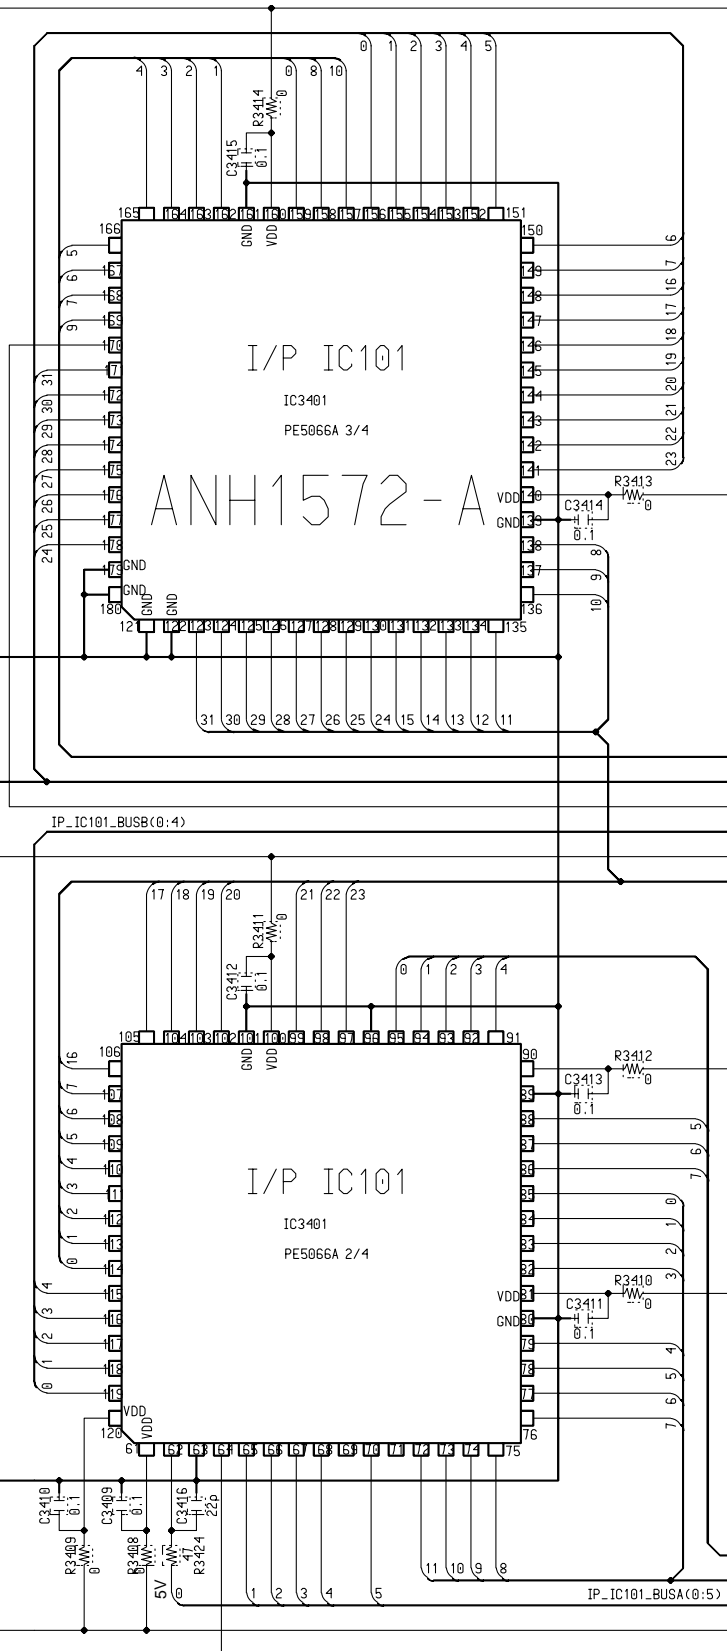 0 1 2 3 4 5
4 3 2 1 0 8 10
R3414 0
C3415 0.1
165 164 163 162 161 160 159 158 157 156 155 154 153 152 151
GND VDD
166 150
5 6
6 167 149 7
7 168 148 16
9 169 147 17
170 146 18
31 171 145 19
30 172 144 20
29 173 143 21
28 174 142 22
27 175 141 23
I/P IC101
IC3401
PE5066A 3/4
ANH1572-A
26 176 VDD 140 R3413 0
25 177 GND 139 C3414 0.1
24 178 138 8
179 GND 137 9
180 GND 136 10
GND GND
121 122 123 124 125 126 127 128 129 130 131 132 133 134 135
31 30 29 28 27 26 25 24 15 14 13 12 11
IP_IC101_BUSB(0:4)
17 18 19 20 21 22 23
R3411 0
C3412 0.1
0 1 2 3 4
105 104 103 102 101 100 99 98 97 96 95 94 93 92 91
GND VDD
106 90
16 R3412 0
7 107 89 C3413 0.1
6 108 88 5
5 109 87 6
4 110 86 7
3 111 85 0
2 112 84 1
1 113 83 2
0 114 82 3
I/P IC101
IC3401
PE5066A 2/4
4 115 VDD 81 R3410 0
3 116 GND 80 C3411 0.1
2 117 79 4
1 118 78 5
0 119 77 6
120 VDD 76 7
VDD
61 62 63 64 65 66 67 68 69 70 71 72 73 74 75
C3410 0.1
C3409 0.1
C3416 22p
R3409 0
R3408 0
R3424 47
5V
0 1 2 3 4 5
11 10 9 8
IP_IC101_BUSA(0:5)